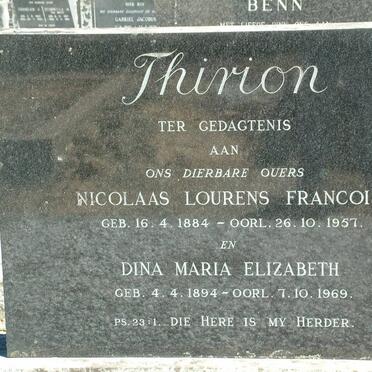 BENN
GABRIEL JACOBUS
Thirion
TER GEDAGTENIS
AAN
ONS DIERBARE OUERS
NICOLAAS LOURENS FRANCOI
GEB. 16. 4. 1884 – OORL. 26. 10. 1957.
EN
DINA MARIA ELIZABETH
GEB. 4. 4. 1894 – OORL. 7. 10. 1969.
PS. 23:1. DIE HERE IS MY HERDER.